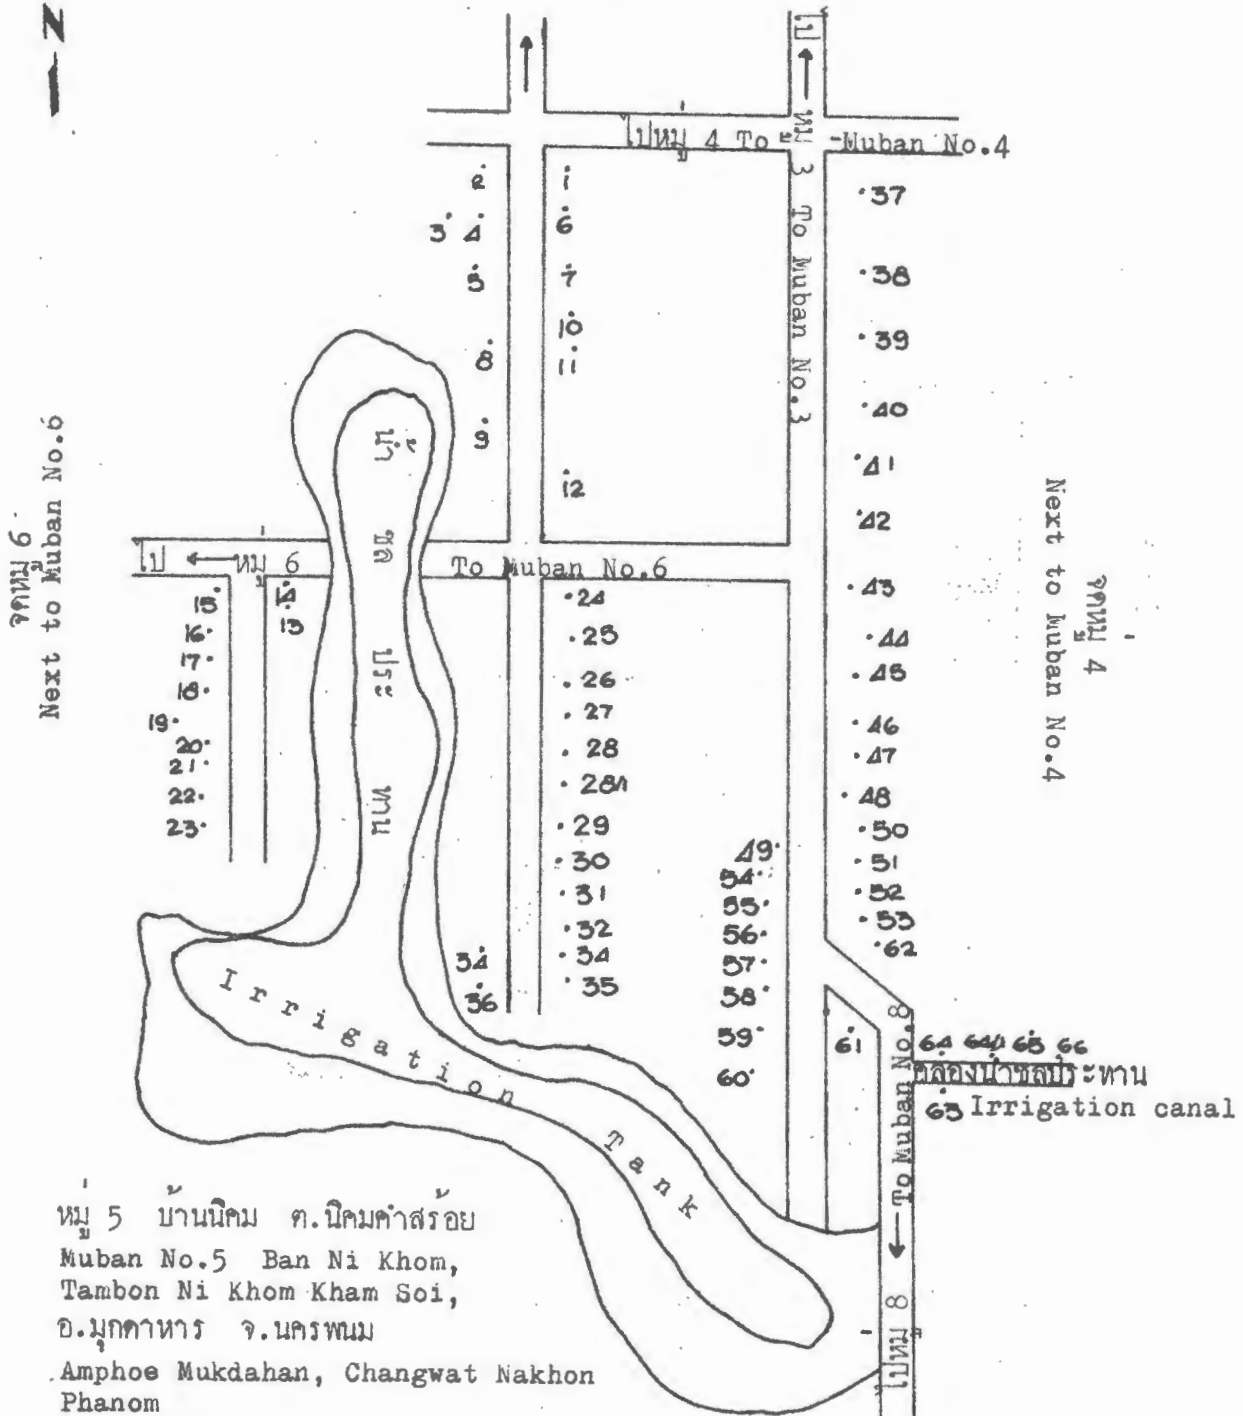 N
ไป
ไปหมู่ 4 To Muban No.4
หมู่ 3 To Muban No.3
2
1
3 4
6
5
7
10
8
11
9
12
37
38
39
40
41
42
43
44
45
46
47
48
50
51
52
53
62
จดหมู่ 6
Next to Muban No.6
จดหมู่ 4
Next to Muban No.4
ไป หมู่ 6 To Muban No.6
น้ำ
ชล
ประ
ทาน
15
14
13
16
17
18
19
20
21
22
23
24
25
26
27
28
28/1
29
30
31
32
34
35
34
36
49
54
55
56
57
58
59
60
61
64 64/1 65 66
คลองน้ำชลประทาน
63 Irrigation canal
Irrigation Tank
To Muban No.8
ไปหมู่ 8
หมู่ 5 บ้านนิคม ต.นิคมคำสร้อย
Muban No.5 Ban Ni Khom,
Tambon Ni Khom Kham Soi,
อ.มุกดาหาร จ.นครพนม
Amphoe Mukdahan, Changwat Nakhon
Phanom